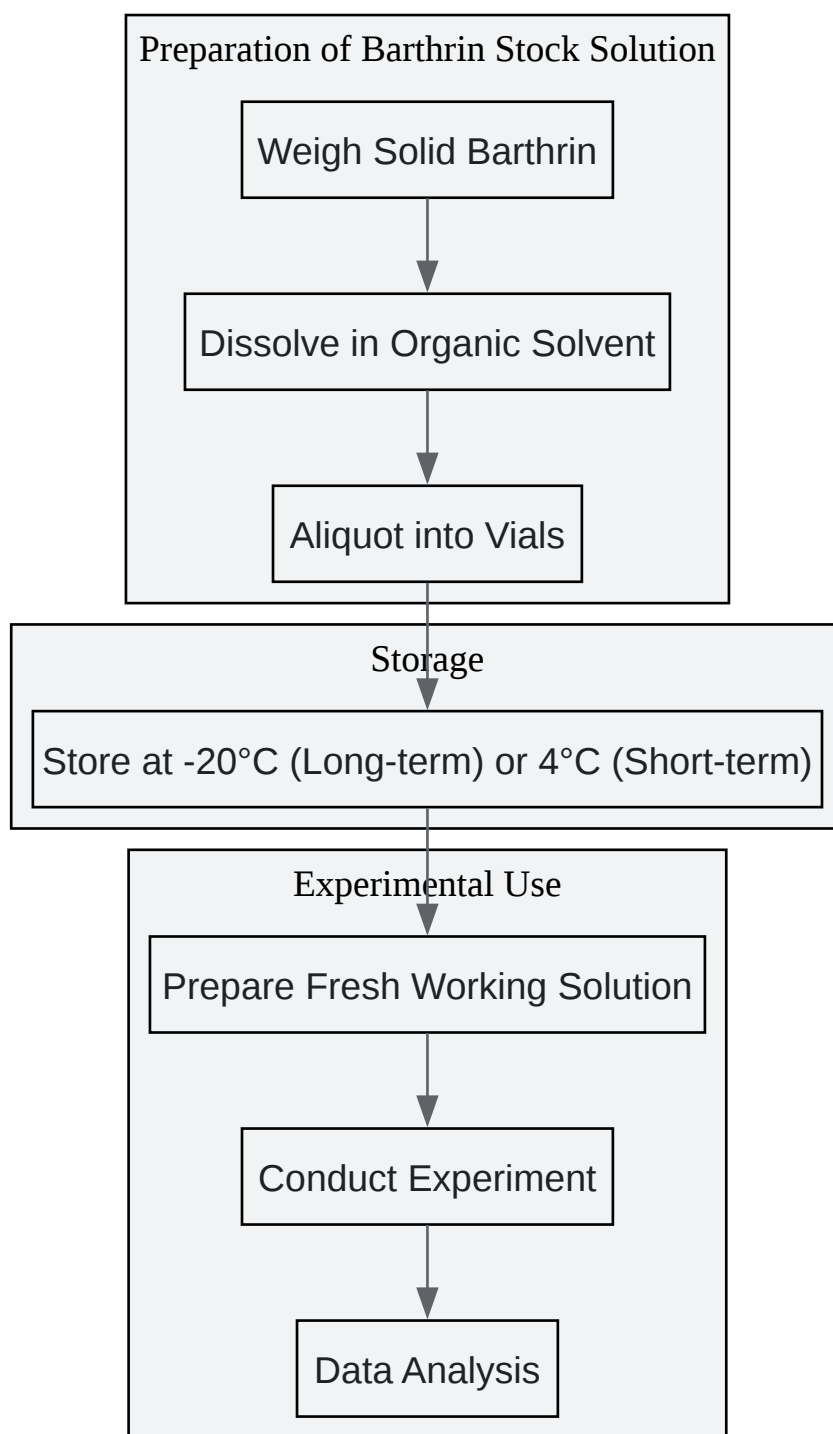 Preparation of Barthrin Stock Solution
Weigh Solid Barthrin
Dissolve in Organic Solvent
Aliquot into Vials
Storage
Store at -20°C (Long-term) or 4°C (Short-term)
Experimental Use
Prepare Fresh Working Solution
Conduct Experiment
Data Analysis